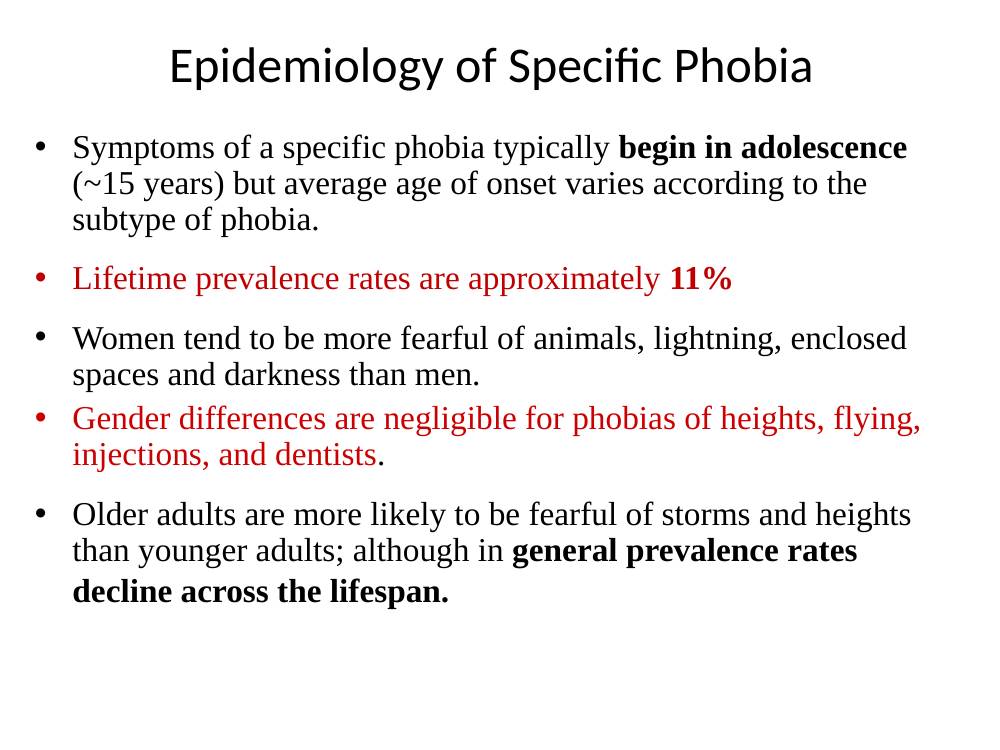 Epidemiology of Specific Phobia
• Symptoms of a specific phobia typically begin in adolescence
(~15 years) but average age of onset varies according to the
subtype of phobia.
• Lifetime prevalence rates are approximately 11%
• Women tend to be more fearful of animals, lightning, enclosed
spaces and darkness than men.
• Gender differences are negligible for phobias of heights, flying,
injections, and dentists.
• Older adults are more likely to be fearful of storms and heights
than younger adults; although in general prevalence rates
decline across the lifespan.